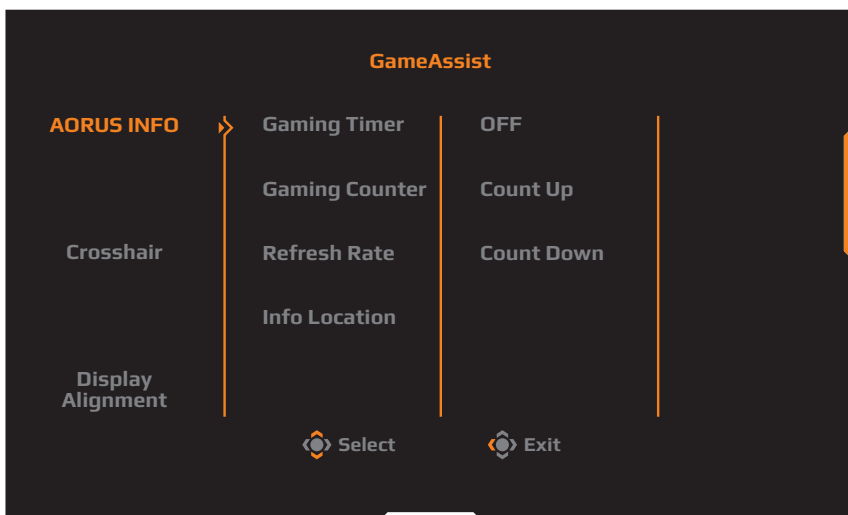 GameAssist
AORUS INFO
Gaming Timer
OFF
Gaming Counter
Count Up
Crosshair
Refresh Rate
Count Down
Info Location
Display
Alignment
Select
Exit